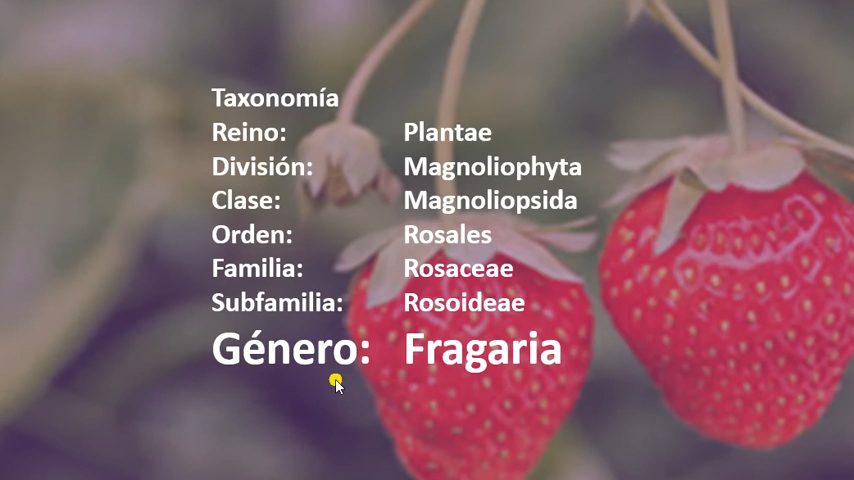 Taxonomía
Reino: Plantae
División: Magnoliophyta
Clase: Magnoliopsida
Orden: Rosales
Familia: Rosaceae
Subfamilia: Rosoideae
Género: Fragaria